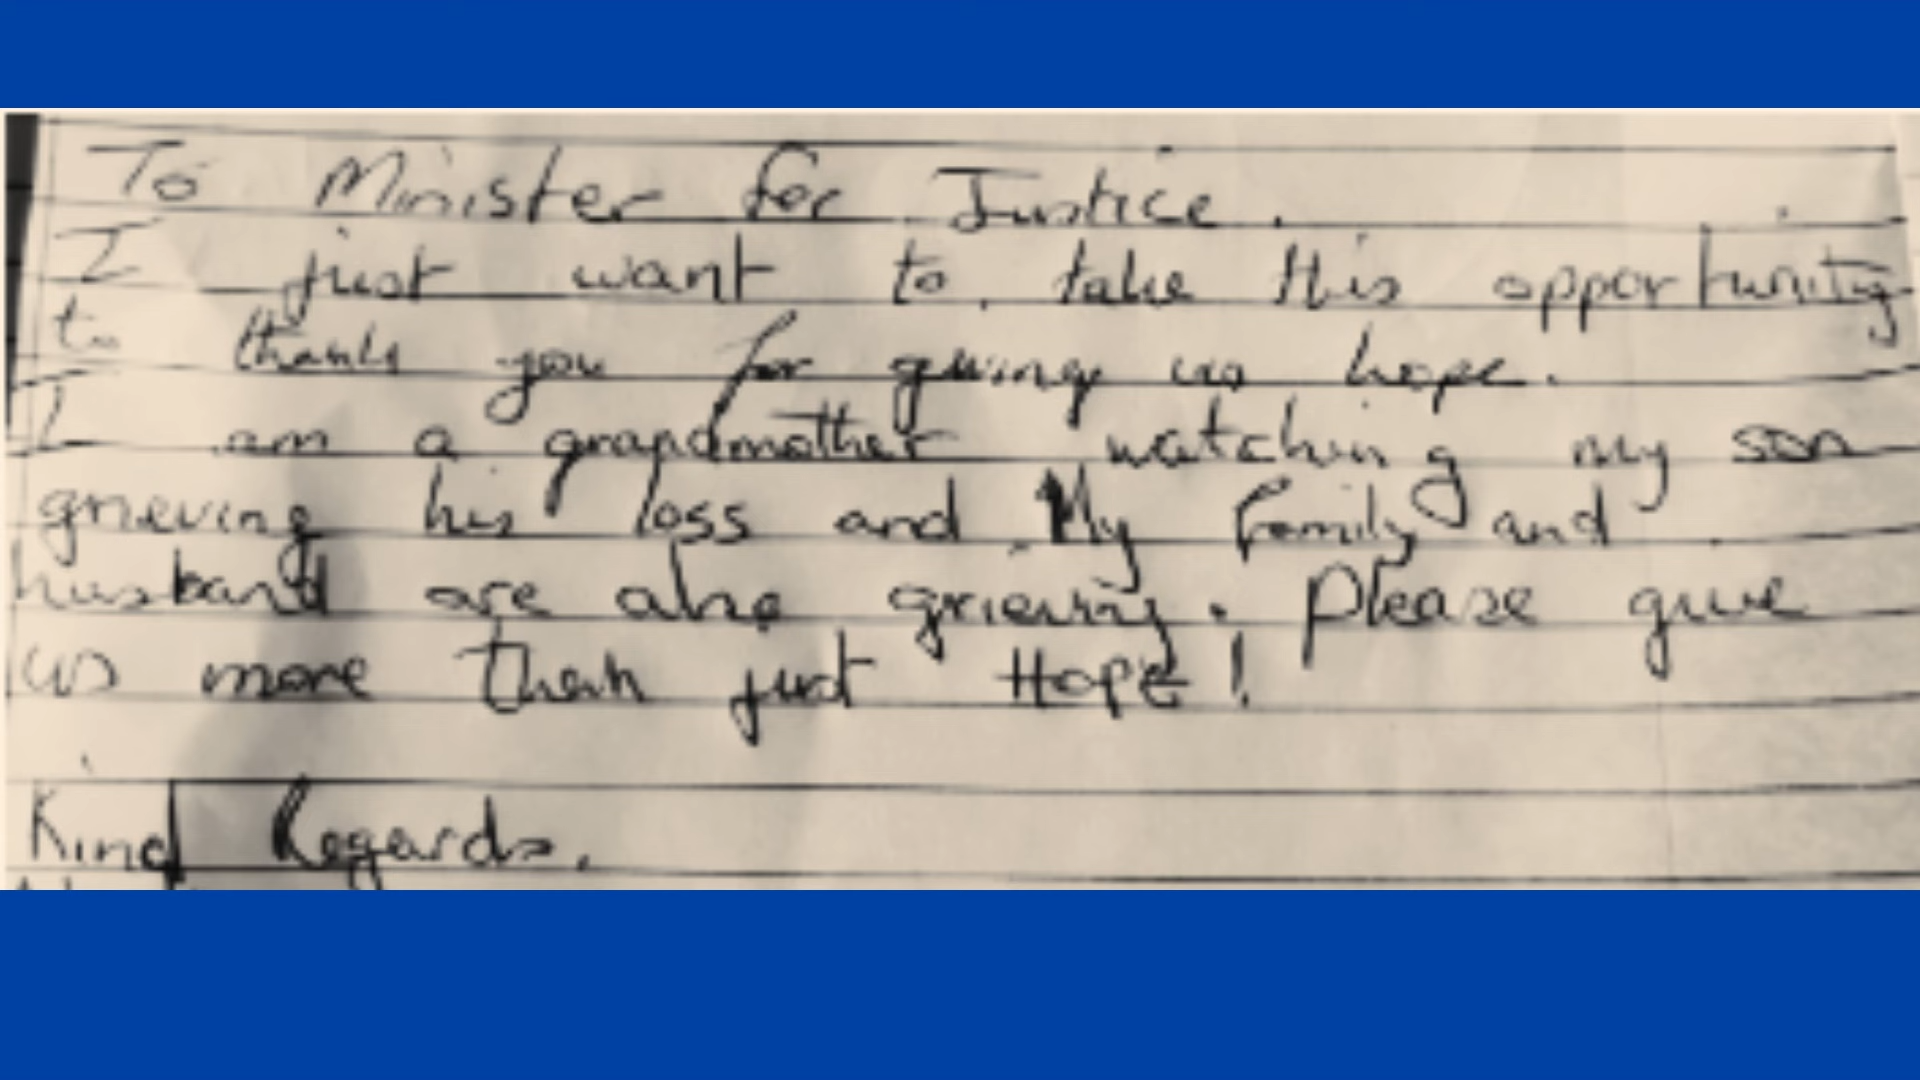 To Minister for Justice.
I just want to take this opportunity
to thank you for giving us hope.
I am a grandmother watching my son
grieving his loss and My family and
husband are also grieving. Please give
us more than just Hope!
Kind Regards,